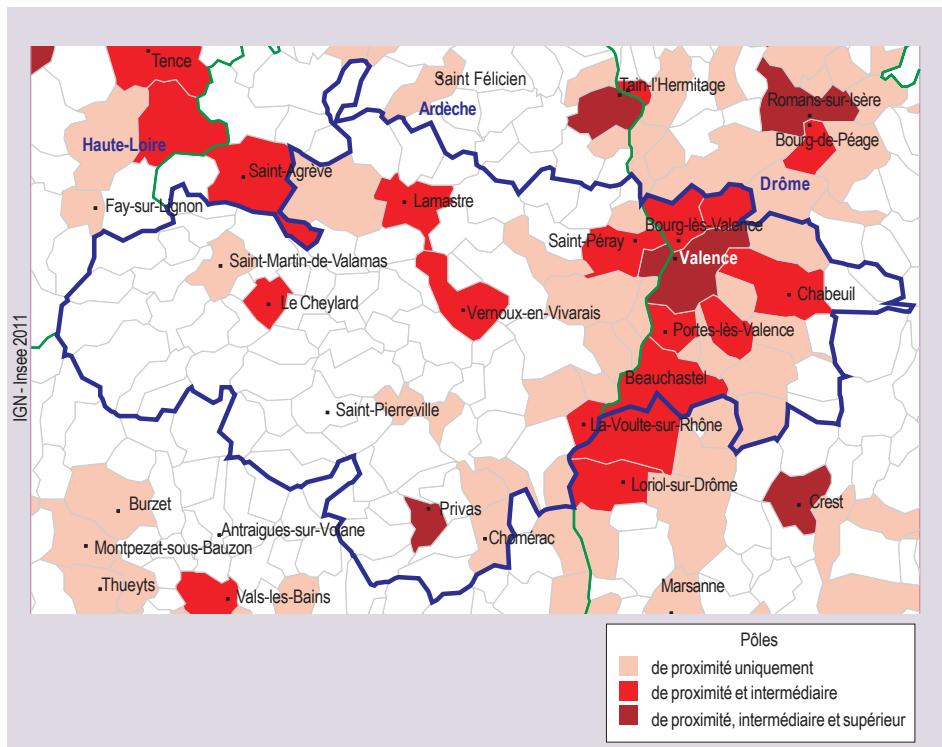 Tence
Saint Félicien
Tain-l'Hermitage
Ardèche
Romans-sur-Isère
Bourg-de-Péage
Haute-Loire
Saint-Agrève
Drôme
Lamastre
Fay-sur-Lignon
Bourg-lès-Valence
Saint-Péray
Valence
Saint-Martin-de-Valamas
Chabeuil
Le Cheylard
Vernoux-en-Vivarais
Portes-lès-Valence
IGN - Insee 2011
Beauchastel
Saint-Pierreville
La-Voulte-sur-Rhône
Loriol-sur-Drôme
Burzet
Privas
Crest
Antraigues-sur-Volane
Chomérac
Montpezat-sous-Bauzon
Thueyts
Marsanne
Vals-les-Bains
Pôles
de proximité uniquement
de proximité et intermédiaire
de proximité, intermédiaire et supérieur